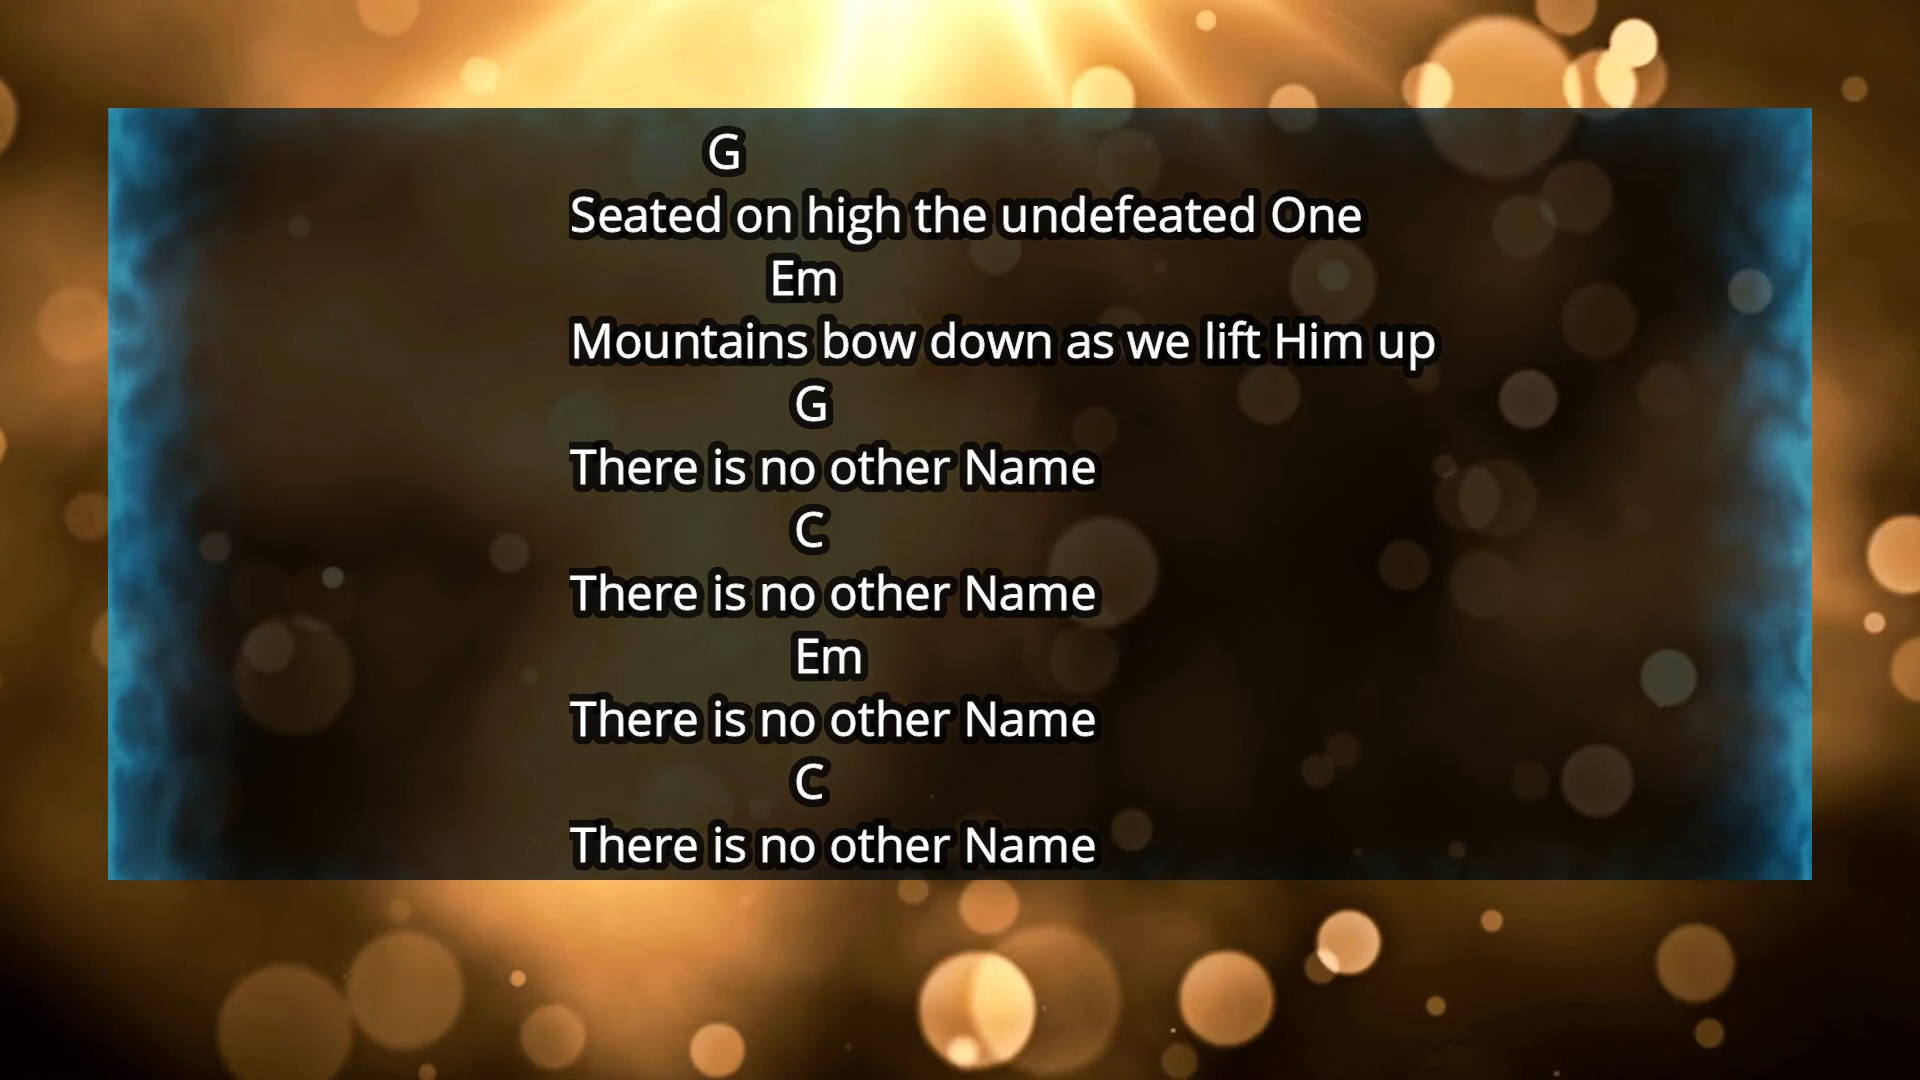 G
Seated on high the undefeated One
Em
Mountains bow down as we lift Him up
G
There is no other Name
C
There is no other Name
Em
There is no other Name
C
There is no other Name